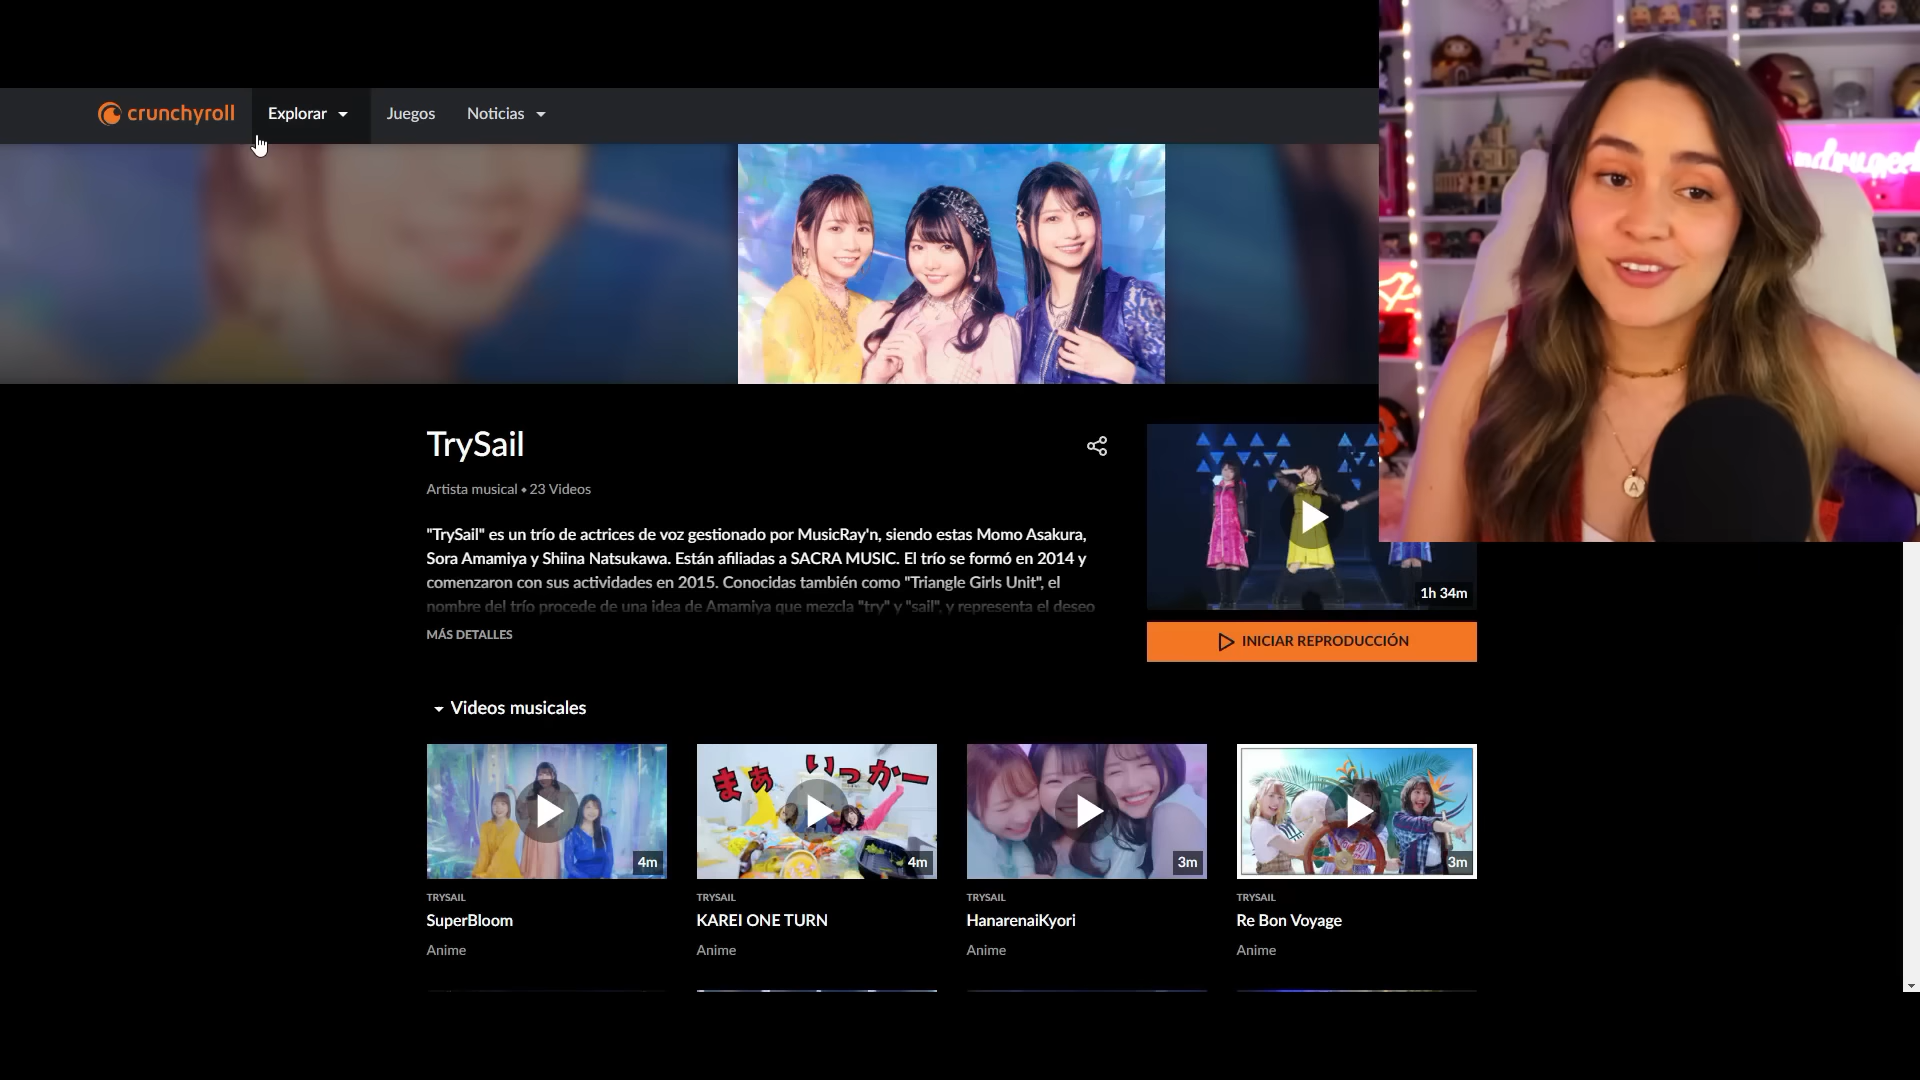 crunchyroll
Explorar
Juegos
Noticias
TrySail
Artista musical • 23 Videos
"TrySail" es un trío de actrices de voz gestionado por MusicRay'n, siendo estas Momo Asakura,
Sora Amamiya y Shiina Natsukawa. Están afiliadas a SACRA MUSIC. El trío se formó en 2014 y
comenzaron con sus actividades en 2015. Conocidas también como "Triangle Girls Unit", el
nombre del trío procede de una idea de Amamiya que mezcla "try" y "sail", y representa el deseo
MÁS DETALLES
1h 34m
INICIAR REPRODUCCIÓN
Videos musicales
まぁ いっかー
4m
4m
3m
3m
TRYSAIL
SuperBloom
Anime
TRYSAIL
KAREI ONE TURN
Anime
TRYSAIL
HanarenaiKyori
Anime
TRYSAIL
Re Bon Voyage
Anime
A